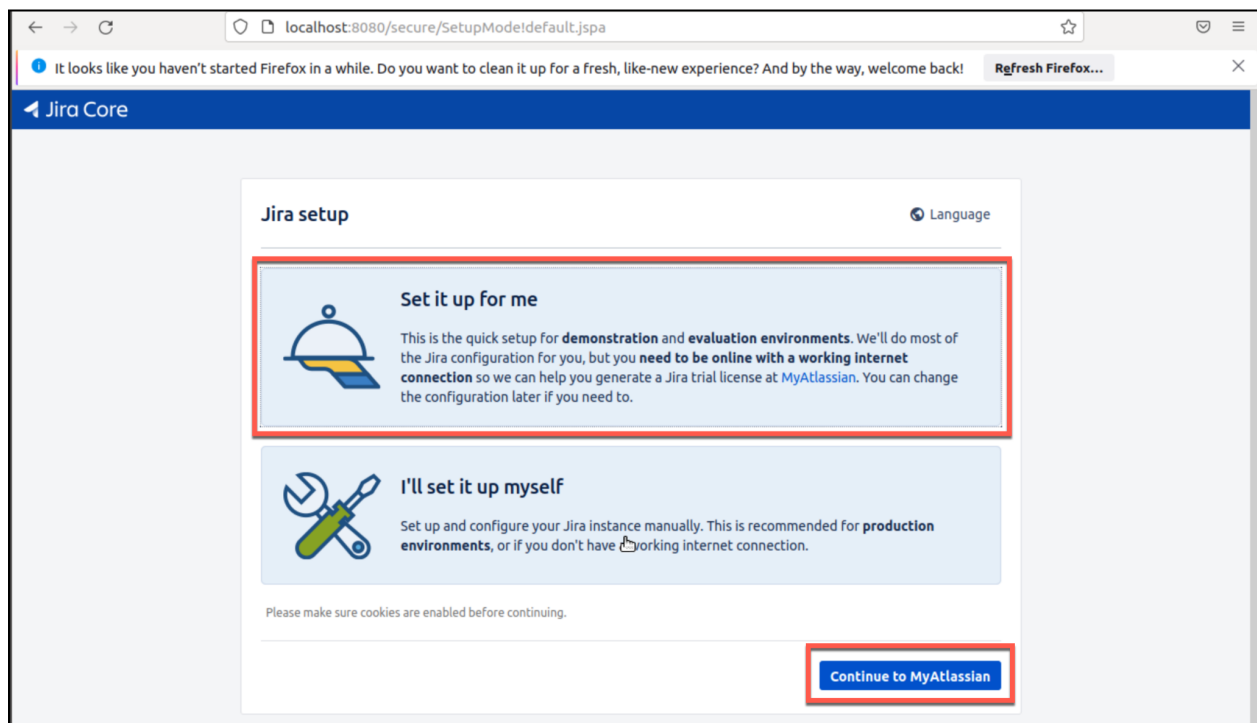 localhost:8080/secure/SetupMode!default.jspa
It looks like you haven't started Firefox in a while. Do you want to clean it up for a fresh, like-new experience? And by the way, welcome back! Refresh Firefox...
Jira Core
Jira setup
Language
Set it up for me
This is the quick setup for demonstration and evaluation environments. We'll do most of
the Jira configuration for you, but you need to be online with a working internet
connection so we can help you generate a Jira trial license at MyAtlassian. You can change
the configuration later if you need to.
I'll set it up myself
Set up and configure your Jira instance manually. This is recommended for production
environments, or if you don't have working internet connection.
Please make sure cookies are enabled before continuing.
Continue to MyAtlassian